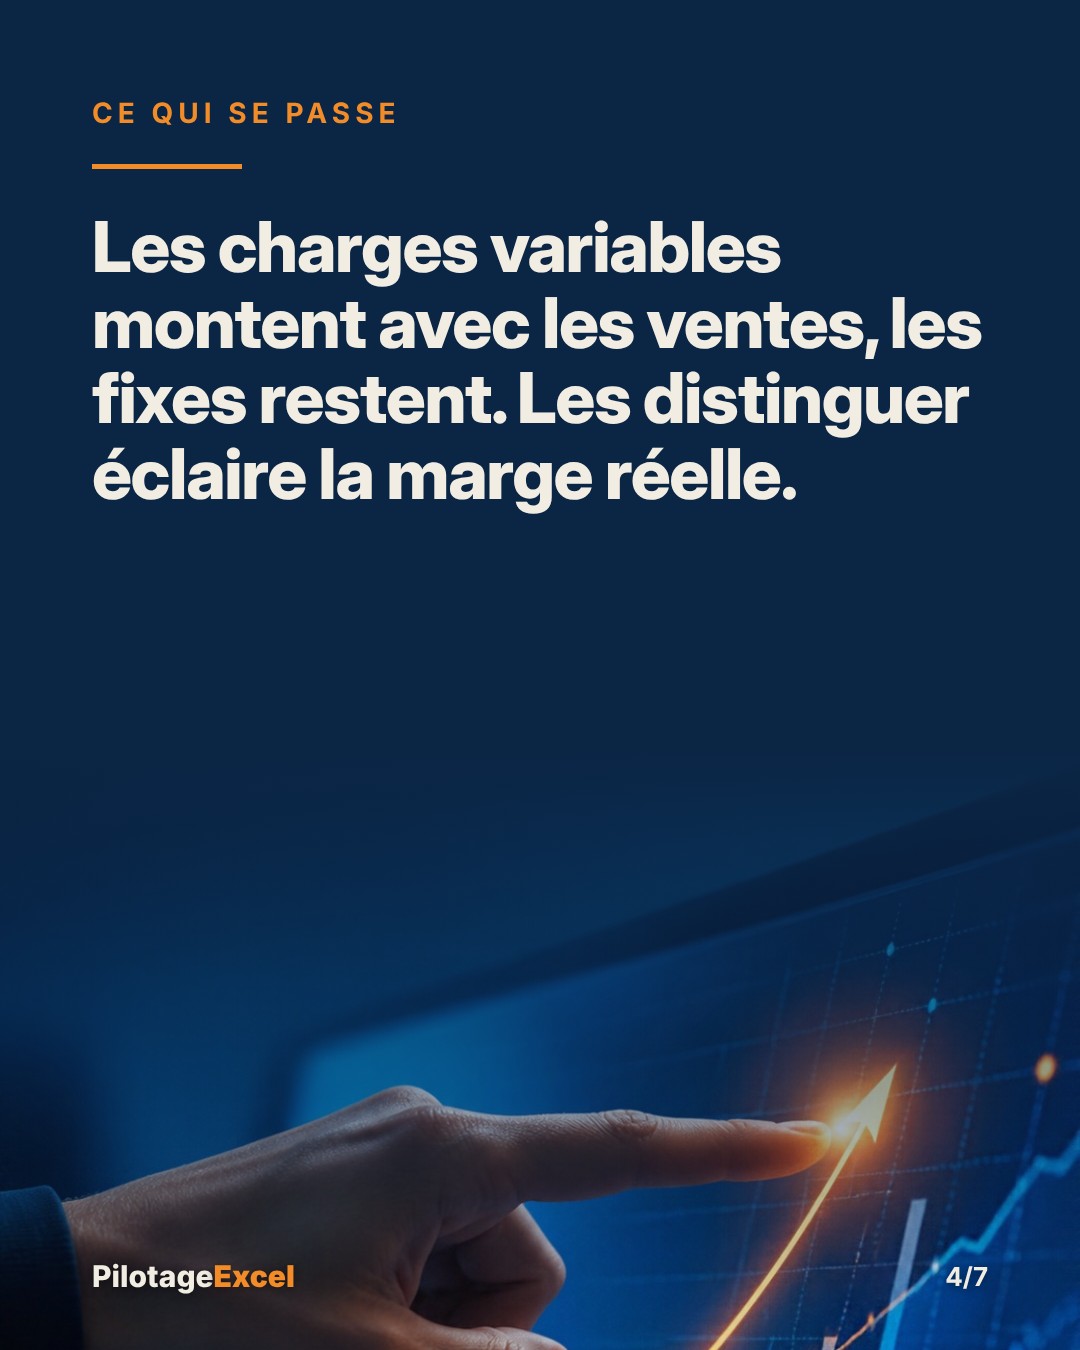 CE QUI SE PASSE
Les charges variables
montent avec les ventes, les
fixes restent. Les distinguer
éclaire la marge réelle.
PilotageExcel
4/7